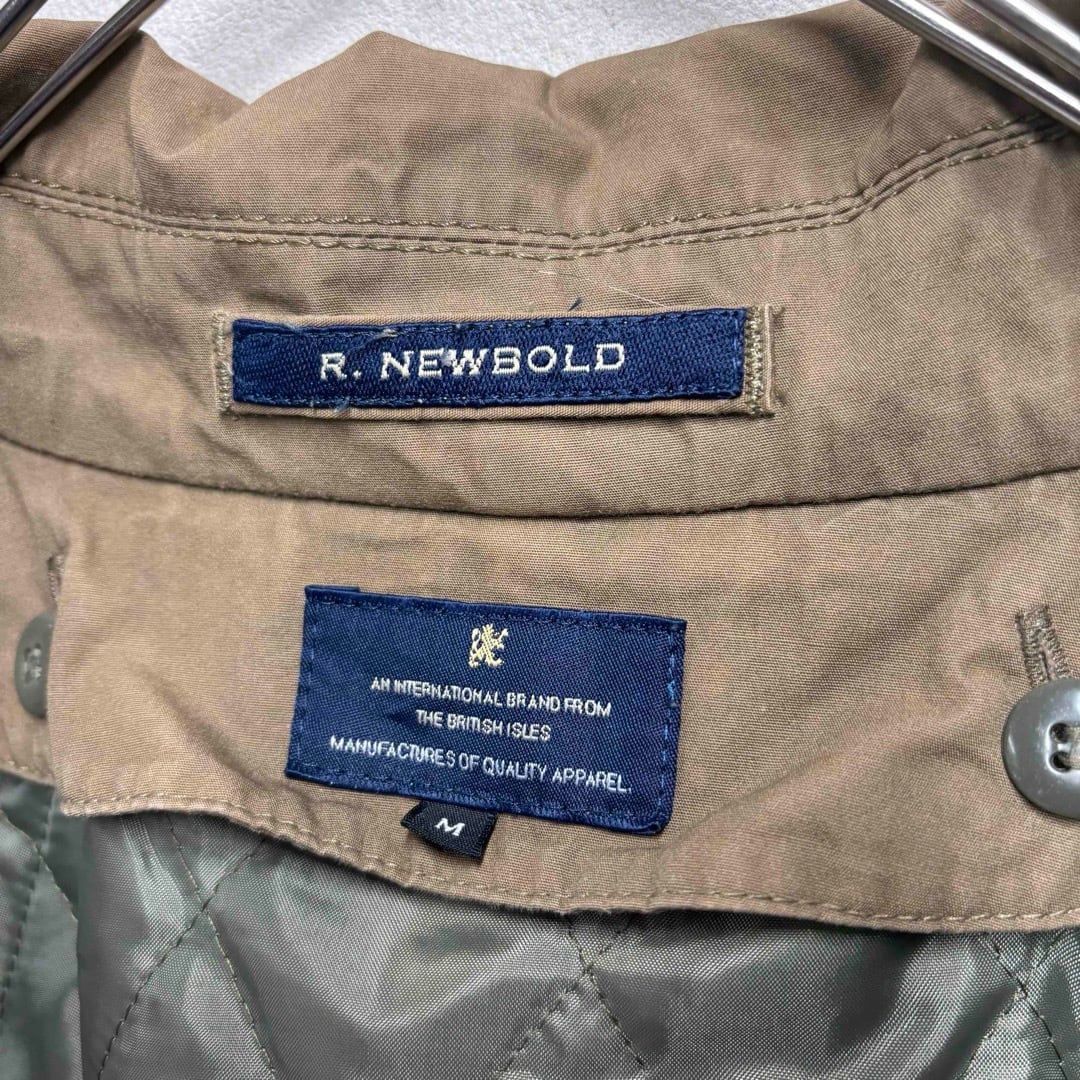 R. NEWBOLD
AN INTERNATIONAL BRAND FROM
THE BRITISH ISLES
MANUFACTURES OF QUALITY APPAREL.
M